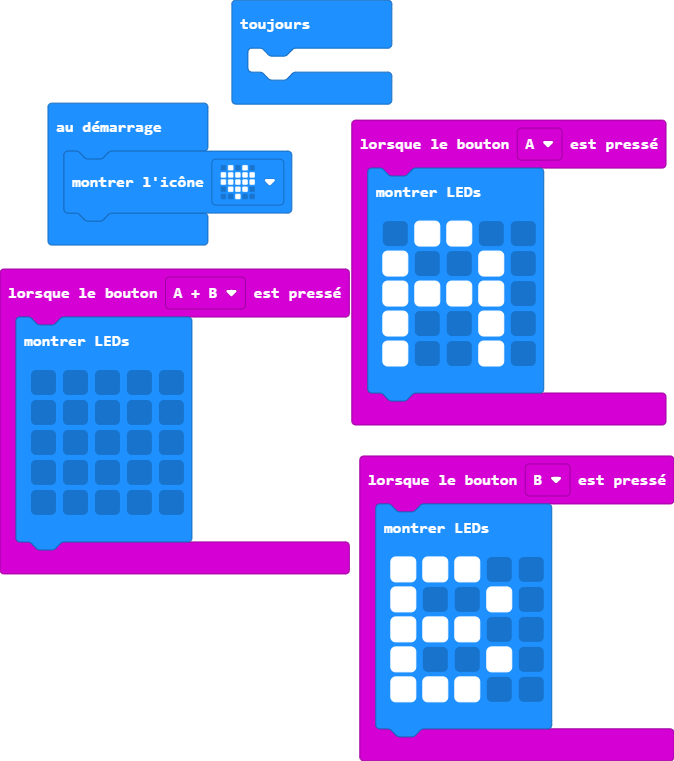 toujours
au démarrage
montrer l'icône
lorsque le bouton A est pressé
montrer LEDs
lorsque le bouton A + B est pressé
montrer LEDs
lorsque le bouton B est pressé
montrer LEDs